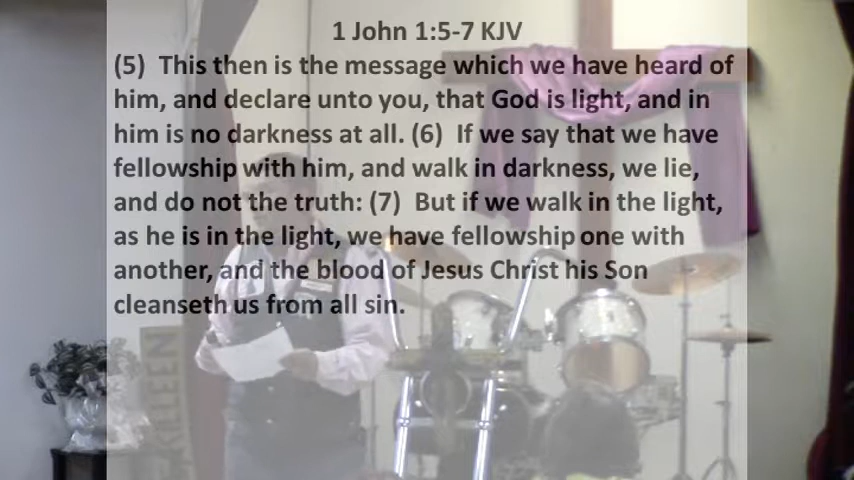 1 John 1:5-7 KJV
(5)  This then is the message which we have heard of
him, and declare unto you, that God is light, and in
him is no darkness at all. (6)  If we say that we have
fellowship with him, and walk in darkness, we lie,
and do not the truth: (7)  But if we walk in the light,
as he is in the light, we have fellowship one with
another, and the blood of Jesus Christ his Son
cleanseth us from all sin.
KILLEEN